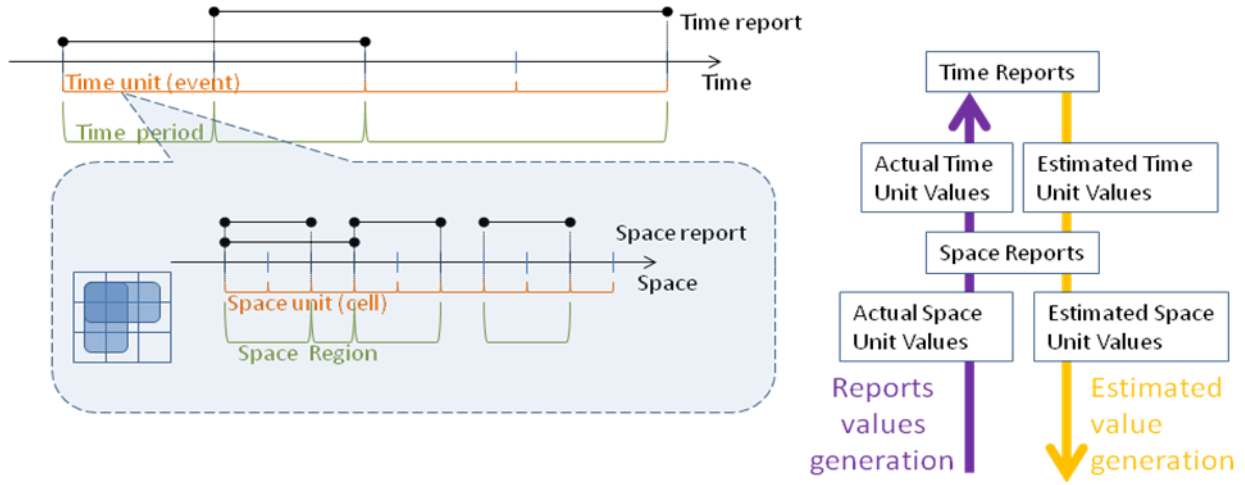 Time report
Time
Time unit (event)
Time period
Space report
Space
Space unit (cell)
Space Region
Time Reports
Actual Time
Unit Values
Estimated Time
Unit Values
Space Reports
Actual Space
Unit Values
Estimated Space
Unit Values
Reports
values
generation
Estimated
value
generation